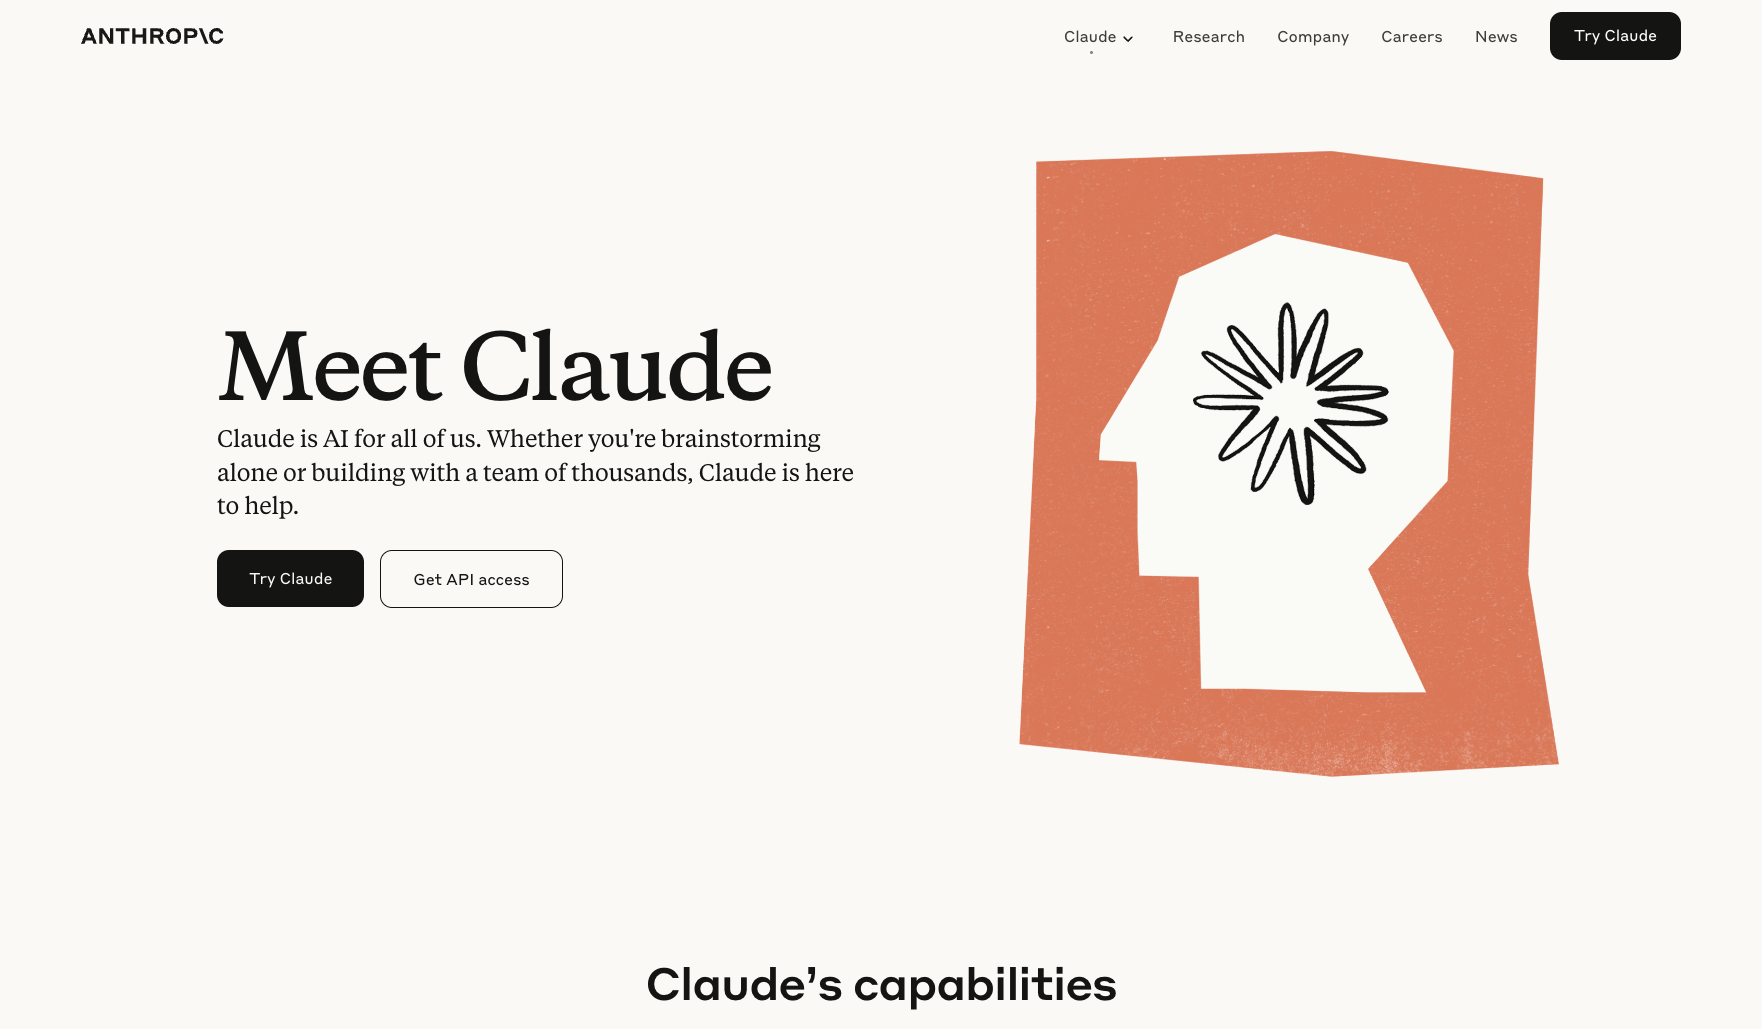 ANTHROP\C
Claude
Research
Company
Careers
News
Try Claude
Meet Claude
Claude is AI for all of us. Whether you're brainstorming
alone or building with a team of thousands, Claude is here
to help.
Try Claude
Get API access
Claude’s capabilities